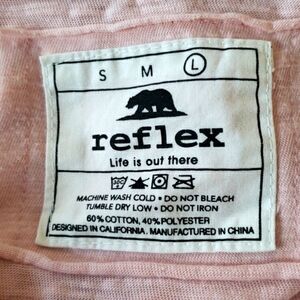 S M L
reflex
Life is out there
MACHINE WASH COLD • DO NOT BLEACH
TUMBLE DRY LOW • DO NOT IRON
60% COTTON, 40% POLYESTER
DESIGNED IN CALIFORNIA. MANUFACTURED IN CHINA